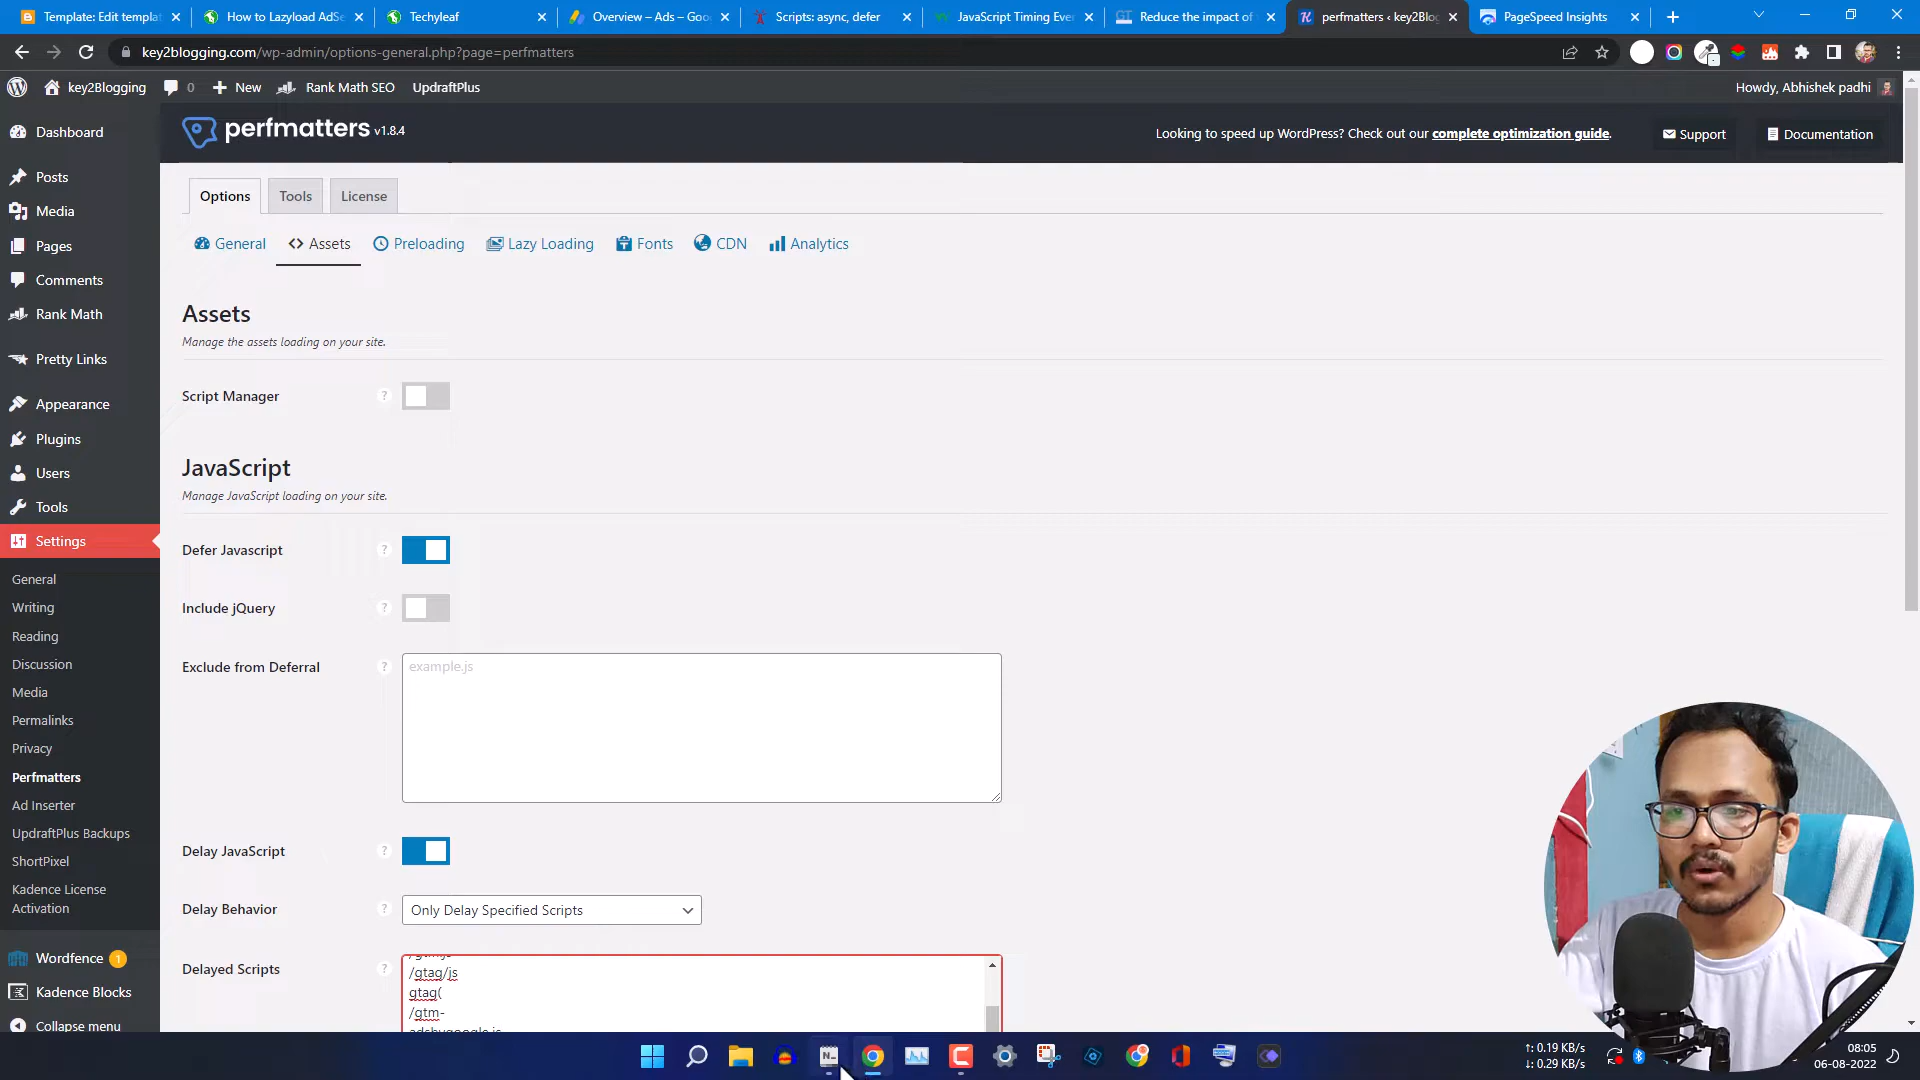 Template: Edit templat
How to Lazyload AdSe
Techyleaf
Overview – Ads – Goo
Scripts: async, defer
JavaScript Timing Eve
Reduce the impact of
perfmatters ‹ key2Blog
PageSpeed Insights
key2blogging.com/wp-admin/options-general.php?page=perfmatters
key2Blogging
0
New
Rank Math SEO
UpdraftPlus
Howdy, Abhishek padhi
Dashboard
Posts
Media
Pages
Comments
Rank Math
Pretty Links
Appearance
Plugins
Users
Tools
Settings
General
Writing
Reading
Discussion
Media
Permalinks
Privacy
Perfmatters
Ad Inserter
UpdraftPlus Backups
ShortPixel
Kadence License
Activation
Wordfence 1
Kadence Blocks
Collapse menu
perfmatters v1.8.4
Looking to speed up WordPress? Check out our complete optimization guide.
Support
Documentation
Options
Tools
License
General
Assets
Preloading
Lazy Loading
Fonts
CDN
Analytics
Assets
Manage the assets loading on your site.
Script Manager ?
JavaScript
Manage JavaScript loading on your site.
Defer Javascript ?
Include jQuery ?
Exclude from Deferral ?
example.js
Delay JavaScript ?
Delay Behavior ?
Only Delay Specified Scripts
Delayed Scripts ?
/gtag/js
gtag(
/gtm-
adsbygoogle.js
↑: 0.19 KB/s
↓: 0.29 KB/s
08:05
06-08-2022